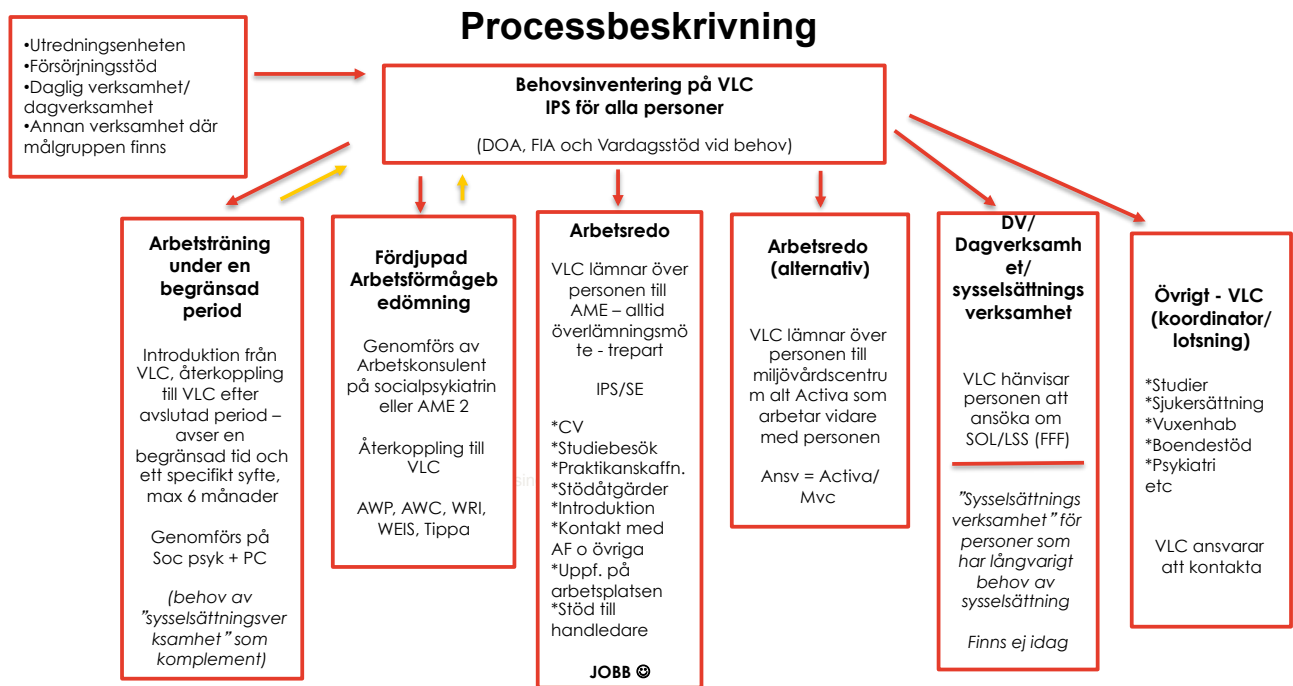 Processbeskrivning
•Utredningsenheten
•Försörjningsstöd
•Daglig verksamhet/
dagverksamhet
•Annan verksamhet där
målgruppen finns
Behovsinventering på VLC
IPS för alla personer
(DOA, FIA och Vardagsstöd vid behov)
Arbetsträning
under en
begränsad
period
Introduktion från
VLC, återkoppling
till VLC efter
avslutad period –
avser en
begränsad tid och
ett specifikt syfte,
max 6 månader
Genomförs på
Soc psyk + PC
(behov av
”sysselsättningsver
ksamhet” som
komplement)
Fördjupad
Arbetsförmågeb
edömning
Genomförs av
Arbetskonsulent
på socialpsykiatrin
eller AME 2
Återkoppling till
VLC
AWP, AWC, WRI,
WEIS, Tippa
Arbetsredo
VLC lämnar över
personen till
AME – alltid
överlämningsmö
te - trepart
IPS/SE
*CV
*Studiebesök
*Praktikanskaffn.
*Stödåtgärder
*Introduktion
*Kontakt med
AF o övriga
*Uppf. på
arbetsplatsen
*Stöd till
handledare
JOBB ☺
Arbetsredo
(alternativ)
VLC lämnar över
personen till
miljövårdscentru
m alt Activa som
arbetar vidare
med personen
Ansv = Activa/
Mvc
DV/
Dagverksamh
et/
sysselsättnings
verksamhet
VLC hänvisar
personen att
ansöka om
SOL/LSS (FFF)
”Sysselsättnings
verksamhet” för
personer som
har långvarigt
behov av
sysselsättning
Finns ej idag
Övrigt - VLC
(koordinator/
lotsning)
*Studier
*Sjukersättning
*Vuxenhab
*Boendestöd
*Psykiatri
etc
VLC ansvarar
att kontakta